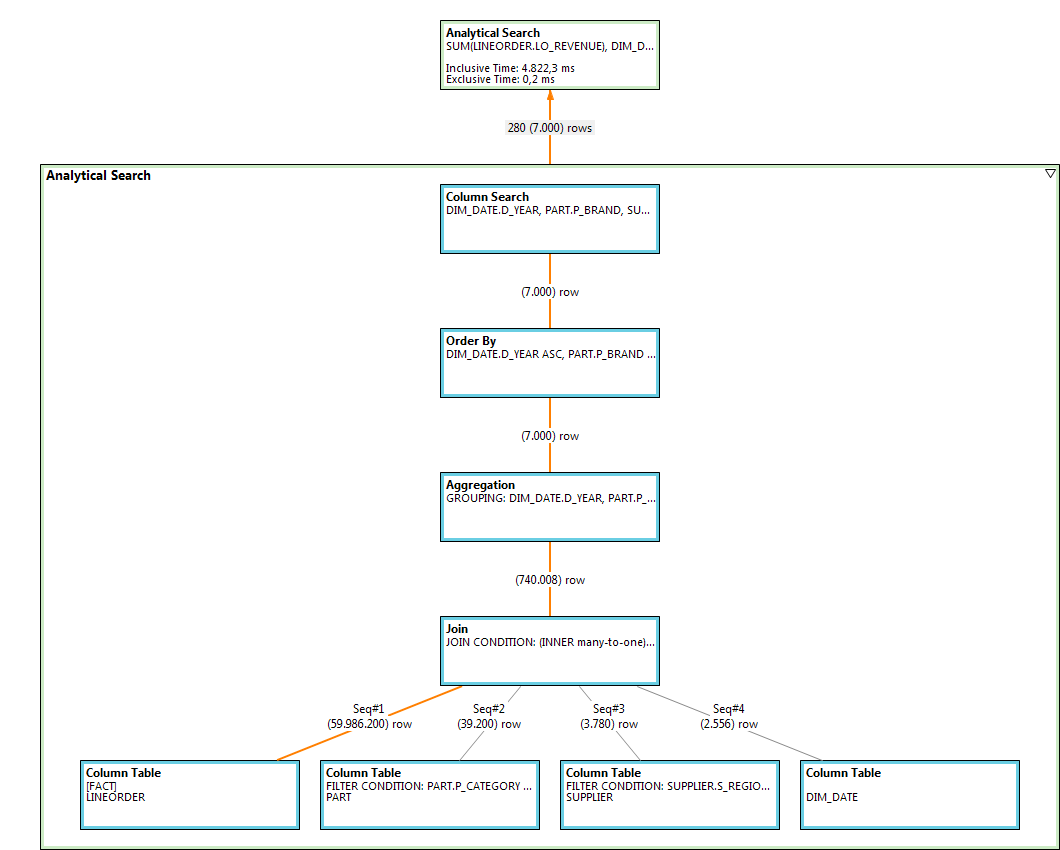 Analytical Search
SUM(LINEORDER.LO_REVENUE), DIM_D...
Inclusive Time: 4.822,3 ms
Exclusive Time: 0,2 ms
280 (7.000) rows
Analytical Search
Column Search
DIM_DATE.D_YEAR, PART.P_BRAND, SU...
(7.000) row
Order By
DIM_DATE.D_YEAR ASC, PART.P_BRAND ...
(7.000) row
Aggregation
GROUPING: DIM_DATE.D_YEAR, PART.P_...
(740.008) row
Join
JOIN CONDITION: (INNER many-to-one)...
Seq#1
(59.986.200) row
Seq#2
(39.200) row
Seq#3
(3.780) row
Seq#4
(2.556) row
Column Table
[FACT]
LINEORDER
Column Table
FILTER CONDITION: PART.P_CATEGORY ...
PART
Column Table
FILTER CONDITION: SUPPLIER.S_REGIO...
SUPPLIER
Column Table
DIM_DATE